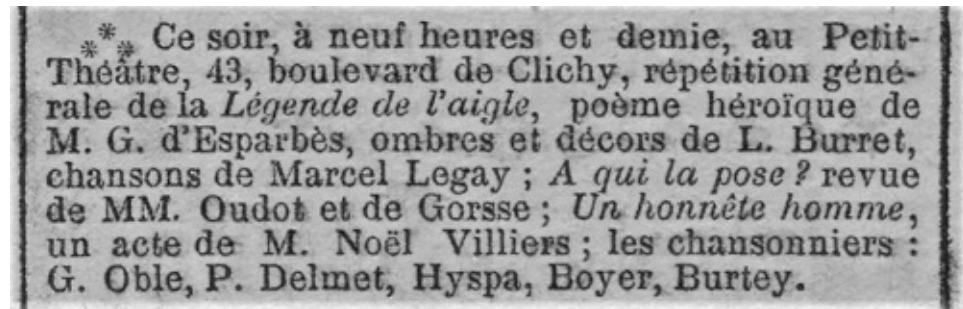 ⁂ Ce soir, à neuf heures et demie, au Petit-
Théâtre, 43, boulevard de Clichy, répétition géné-
rale de la Légende de l'aigle, poème héroïque de
M. G. d'Esparbès, ombres et décors de L. Burret,
chansons de Marcel Legay ; A qui la pose ? revue
de MM. Oudot et de Gorsse ; Un honnête homme,
un acte de M. Noël Villiers ; les chansonniers :
G. Oble, P. Delmet, Hyspa, Boyer, Burtey.